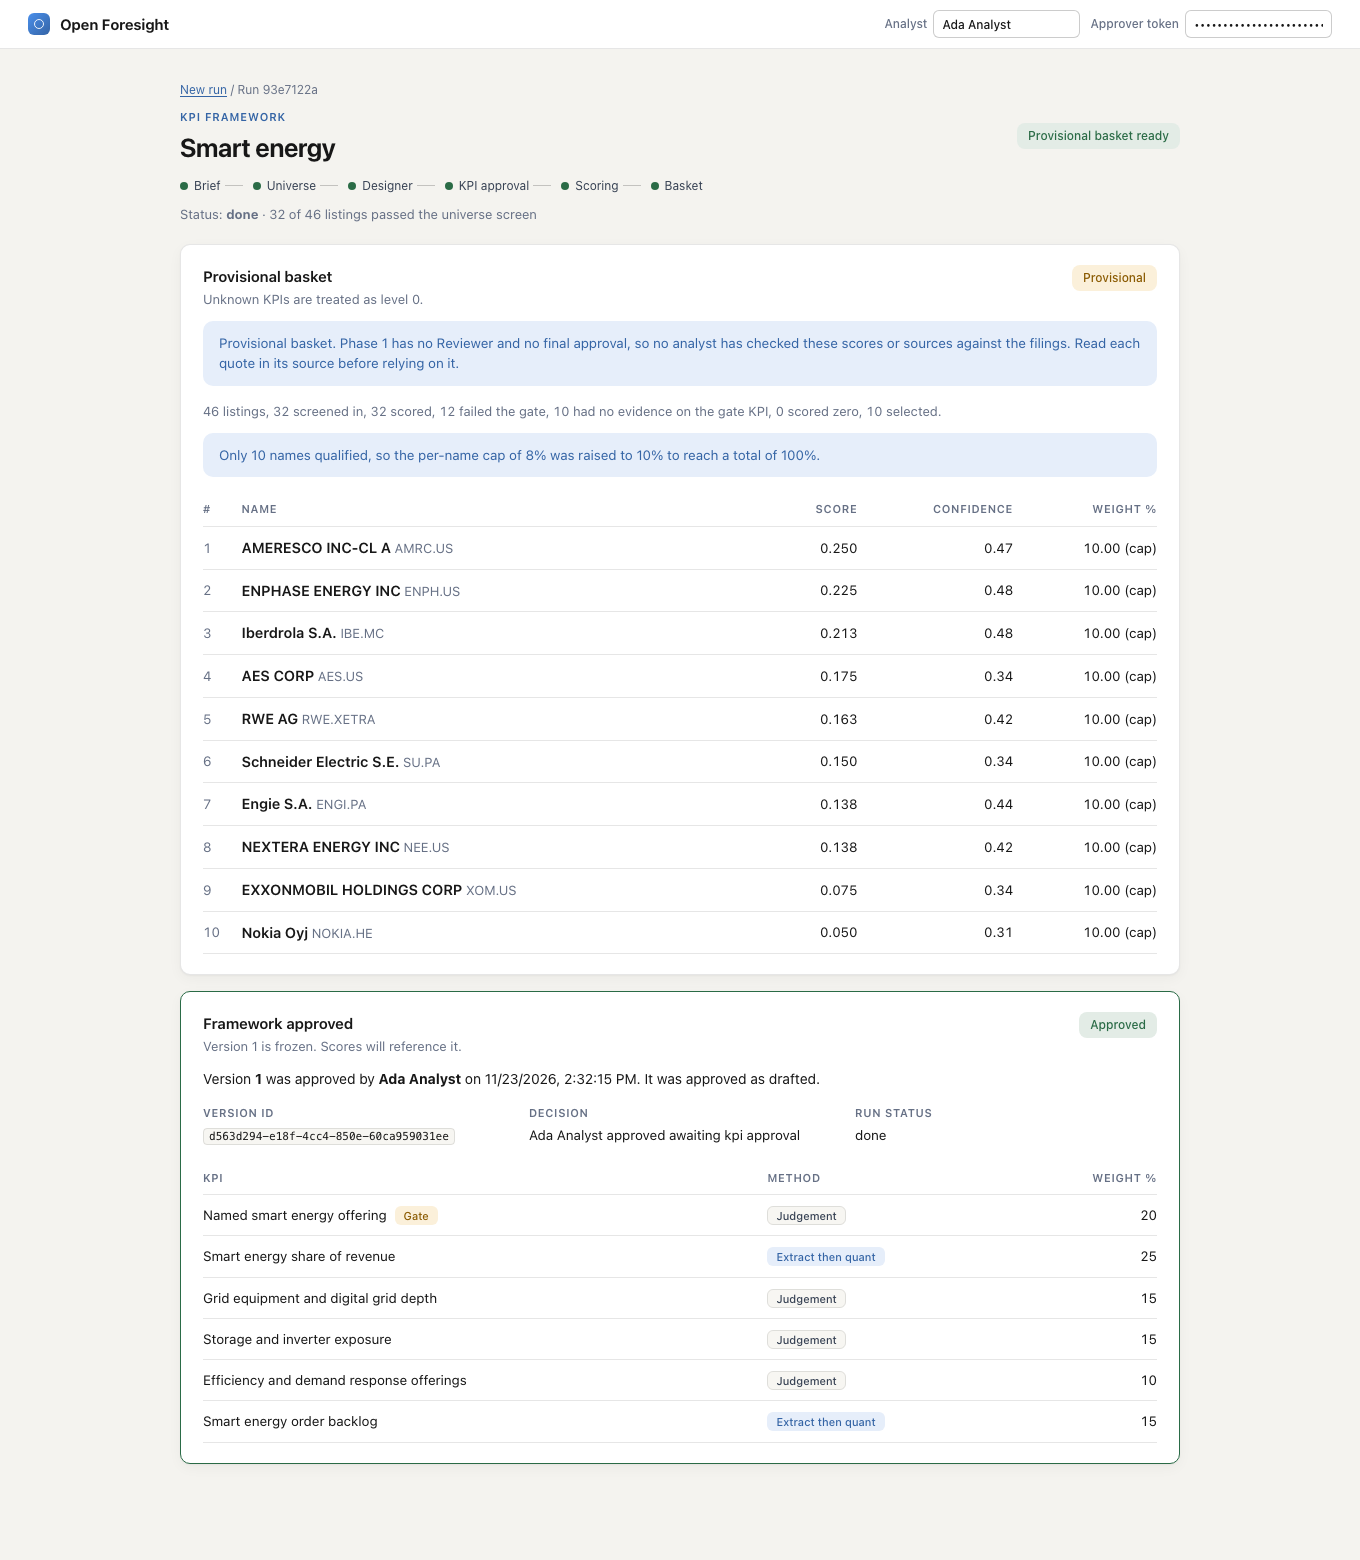 Open Foresight
Analyst Ada Analyst Approver token •••••••••••••••••••••••
New run / Run 93e7122a
KPI FRAMEWORK
Smart energy
Provisional basket ready
Brief Universe Designer KPI approval Scoring Basket
Status: done · 32 of 46 listings passed the universe screen
Provisional basket
Provisional
Unknown KPIs are treated as level 0.
Provisional basket. Phase 1 has no Reviewer and no final approval, so no analyst has checked these scores or sources against the filings. Read each
quote in its source before relying on it.
46 listings, 32 screened in, 32 scored, 12 failed the gate, 10 had no evidence on the gate KPI, 0 scored zero, 10 selected.
Only 10 names qualified, so the per-name cap of 8% was raised to 10% to reach a total of 100%.
# NAME SCORE CONFIDENCE WEIGHT %
1 AMERESCO INC-CL A AMRC.US 0.250 0.47 10.00 (cap)
2 ENPHASE ENERGY INC ENPH.US 0.225 0.48 10.00 (cap)
3 Iberdrola S.A. IBE.MC 0.213 0.48 10.00 (cap)
4 AES CORP AES.US 0.175 0.34 10.00 (cap)
5 RWE AG RWE.XETRA 0.163 0.42 10.00 (cap)
6 Schneider Electric S.E. SU.PA 0.150 0.34 10.00 (cap)
7 Engie S.A. ENGI.PA 0.138 0.44 10.00 (cap)
8 NEXTERA ENERGY INC NEE.US 0.138 0.42 10.00 (cap)
9 EXXONMOBIL HOLDINGS CORP XOM.US 0.075 0.34 10.00 (cap)
10 Nokia Oyj NOKIA.HE 0.050 0.31 10.00 (cap)
Framework approved
Approved
Version 1 is frozen. Scores will reference it.
Version 1 was approved by Ada Analyst on 11/23/2026, 2:32:15 PM. It was approved as drafted.
VERSION ID DECISION RUN STATUS
d563d294-e18f-4cc4-850e-60ca959031ee Ada Analyst approved awaiting kpi approval done
KPI METHOD WEIGHT %
Named smart energy offering Gate Judgement 20
Smart energy share of revenue Extract then quant 25
Grid equipment and digital grid depth Judgement 15
Storage and inverter exposure Judgement 15
Efficiency and demand response offerings Judgement 10
Smart energy order backlog Extract then quant 15